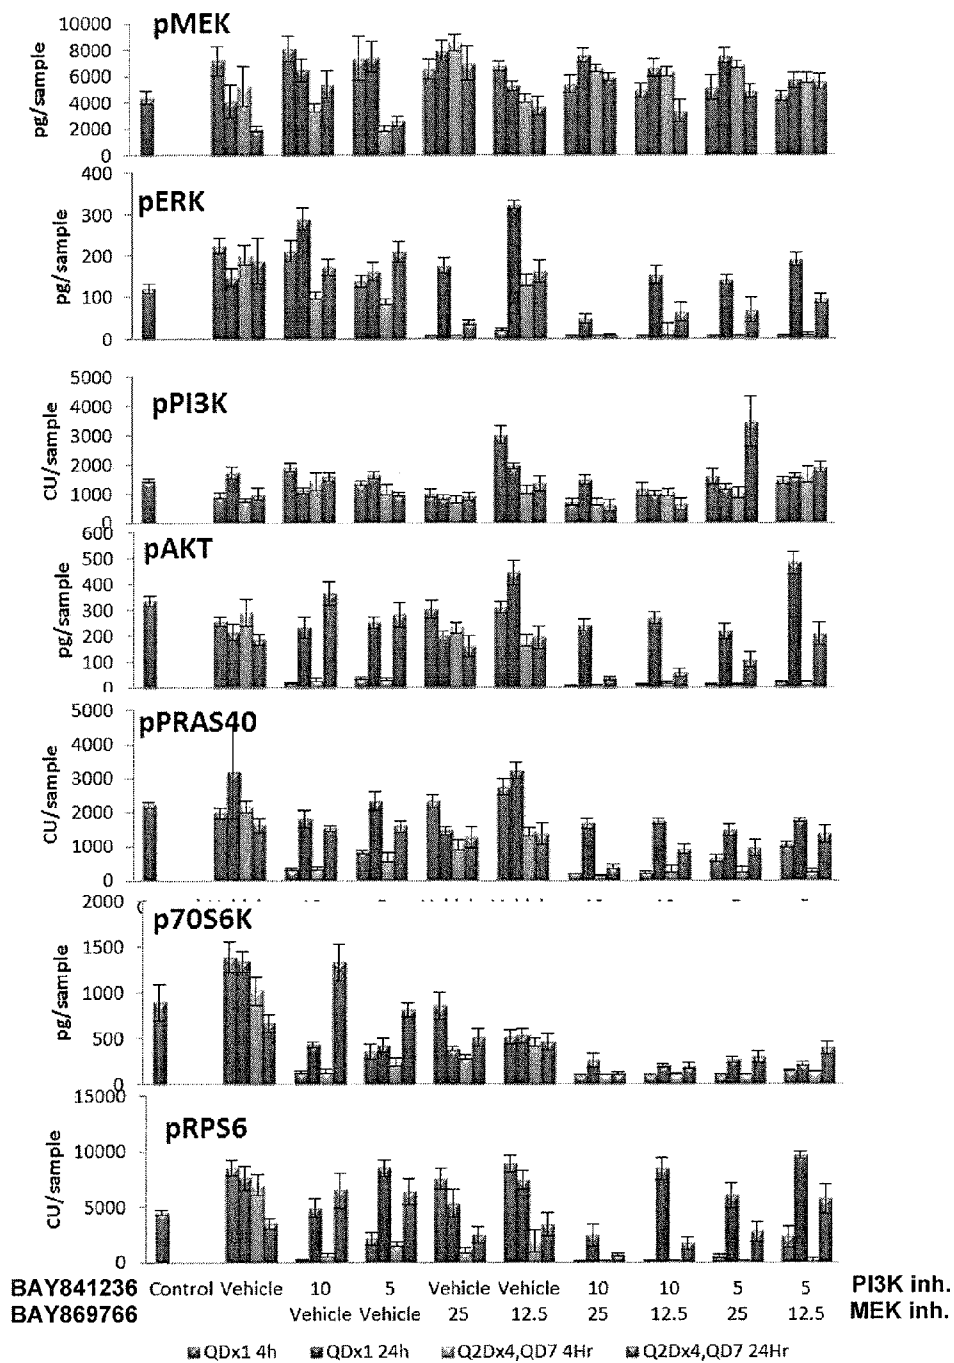 pMEK
pg/sample
10000
8000
6000
4000
2000
0
pERK
pg/sample
400
300
200
100
0
pPI3K
CU/sample
5000
4000
3000
2000
1000
0
pAKT
pg/sample
600
500
400
300
200
100
0
pPRAS40
CU/sample
5000
4000
3000
2000
1000
0
p70S6K
pg/sample
2000
1500
1000
500
0
pRPS6
CU/sample
15000
10000
5000
0
BAY841236 Control Vehicle 10 5 Vehicle Vehicle 10 10 5 5 PI3K inh.
BAY869766 Vehicle Vehicle 25 12.5 25 12.5 25 12.5 MEK inh.
QDx1 4h QDx1 24h Q2Dx4,QD7 4Hr Q2Dx4,QD7 24Hr